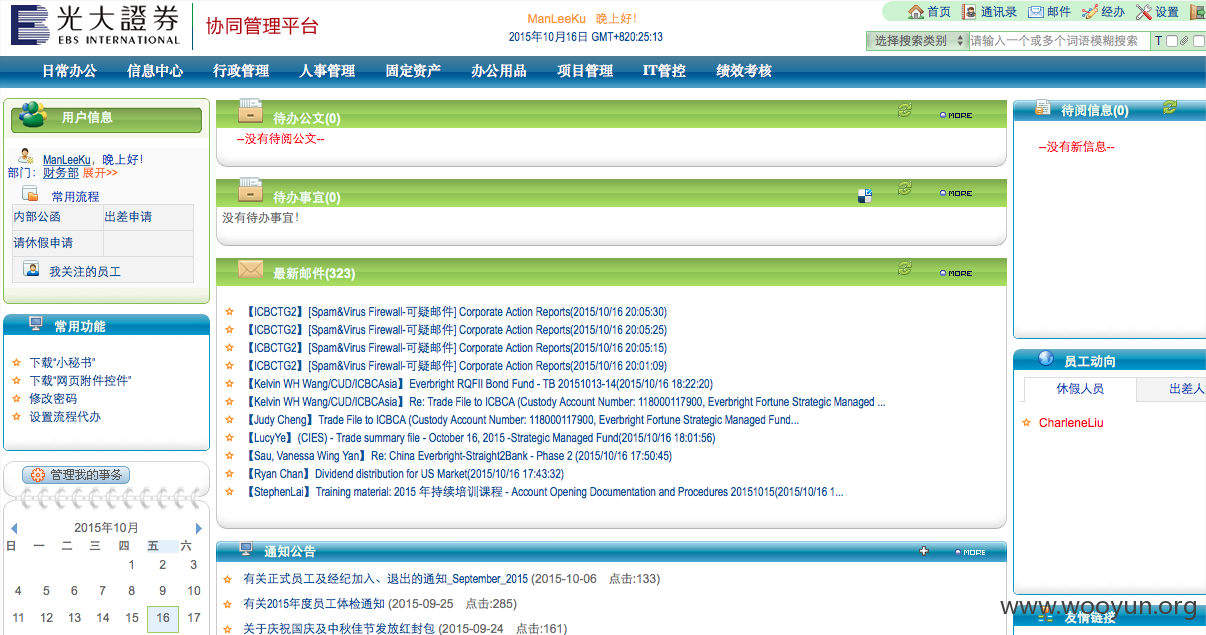 光大證券
EBS INTERNATIONAL
协同管理平台
ManLeeKu 晚上好！
2015年10月16日 GMT+820:25:13
首页 通讯录 邮件 经办 设置
选择搜索类别 请输入一个或多个词语模糊搜索 T
日常办公 信息中心 行政管理 人事管理 固定资产 办公用品 项目管理 IT管控 绩效考核
用户信息
ManLeeKu，晚上好！
部门：财务部 展开>>
常用流程
内部公函 出差申请
请休假申请
我关注的员工
常用功能
下载“小秘书”
下载“网页附件控件”
修改密码
设置流程代办
管理我的事务
2015年10月
日 一 二 三 四 五 六
1 2 3
4 5 6 7 8 9 10
11 12 13 14 15 16 17
待办公文(0) MORE
--没有待阅公文--
待办事宜(0) MORE
没有待办事宜！
最新邮件(323) MORE
【ICBCTG2】[Spam&Virus Firewall-可疑邮件] Corporate Action Reports(2015/10/16 20:05:30)
【ICBCTG2】[Spam&Virus Firewall-可疑邮件] Corporate Action Reports(2015/10/16 20:05:25)
【ICBCTG2】[Spam&Virus Firewall-可疑邮件] Corporate Action Reports(2015/10/16 20:05:15)
【ICBCTG2】[Spam&Virus Firewall-可疑邮件] Corporate Action Reports(2015/10/16 20:01:09)
【Kelvin WH Wang/CUD/ICBCAsia】Everbright RQFII Bond Fund - TB 20151013-14(2015/10/16 18:22:20)
【Kelvin WH Wang/CUD/ICBCAsia】Re: Trade File to ICBCA (Custody Account Number: 118000117900, Everbright Fortune Strategic Managed ...
【Judy Cheng】Trade File to ICBCA (Custody Account Number: 118000117900, Everbright Fortune Strategic Managed Fund...
【LucyYe】(CIES) - Trade summary file - October 16, 2015 -Strategic Managed Fund(2015/10/16 18:01:56)
【Sau, Vanessa Wing Yan】Re: China Everbright-Straight2Bank - Phase 2 (2015/10/16 17:50:45)
【Ryan Chan】Dividend distribution for US Market(2015/10/16 17:43:32)
【StephenLai】Training material: 2015 年持续培训课程 - Account Opening Documentation and Procedures 20151015(2015/10/16 1...
通知公告 MORE
有关正式员工及经纪加入、退出的通知_September_2015 (2015-10-06 点击:133)
有关2015年度员工体检通知 (2015-09-25 点击:285)
关于庆祝国庆及中秋佳节发放红封包 (2015-09-24 点击:161)
待阅信息(0)
--没有新信息--
员工动向
休假人员 出差人
CharleneLiu
友情链接
www.wooyun.org